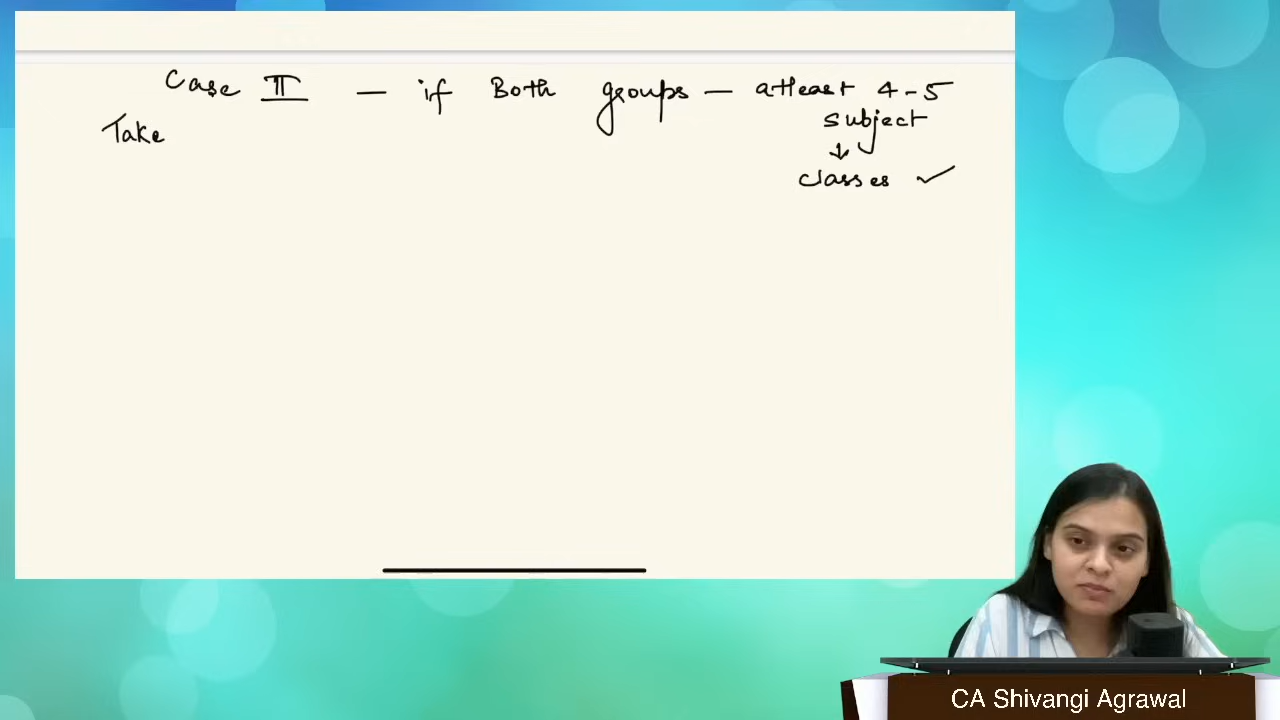 Case II — if Both groups — atleast 4-5
subject
Take
↓
classes ✓
CA Shivangi Agrawal